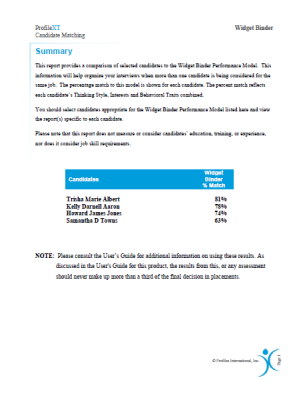 ProfileXT
Widget Binder
Candidate Matching
Summary
This report provides a comparison of selected candidates to the Widget Binder Performance Model. This
information will help organize your interviews when more than one candidate is being considered for the
same job. The percentage match to this model is shown for each candidate. The percent match reflects
each candidate's Thinking Style, Interests and Behavioral Traits combined.
You should select candidates appropriate for the Widget Binder Performance Model listed here and view
the report(s) specific to each candidate.
Please note that this report does not measure or consider candidates' education, training, or experience,
nor does it consider job skill requirements.
Candidates
Widget
Binder
% Match
Trisha Marie Albert 81%
Kelly Darnell Aaron 78%
Howard James Jones 74%
Samantha D Towns 63%
NOTE: Please consult the User's Guide for additional information on using these results. As
discussed in the User's Guide for this product, the results from this, or any assessment
should never make up more than a third of the final decision in placements.
© Profiles International, Inc.